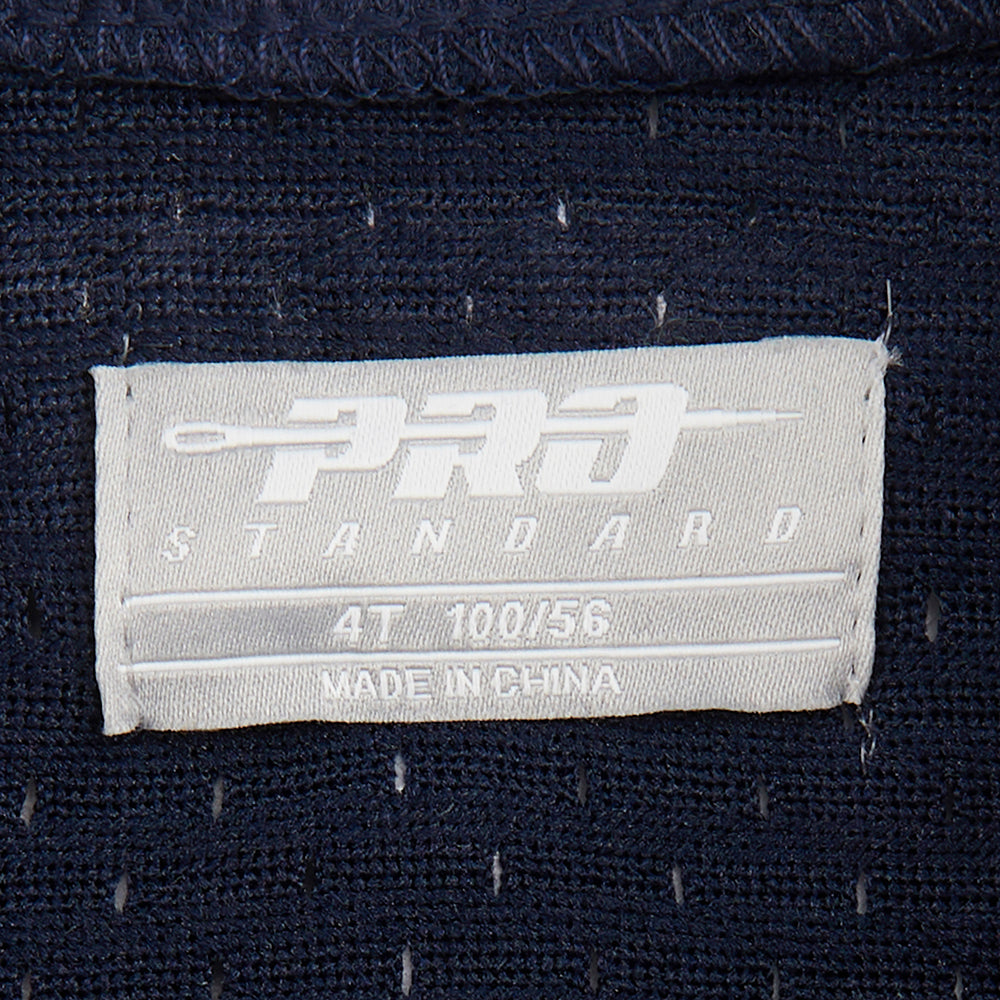 PRO
STANDARD
4T 100/56
MADE IN CHINA